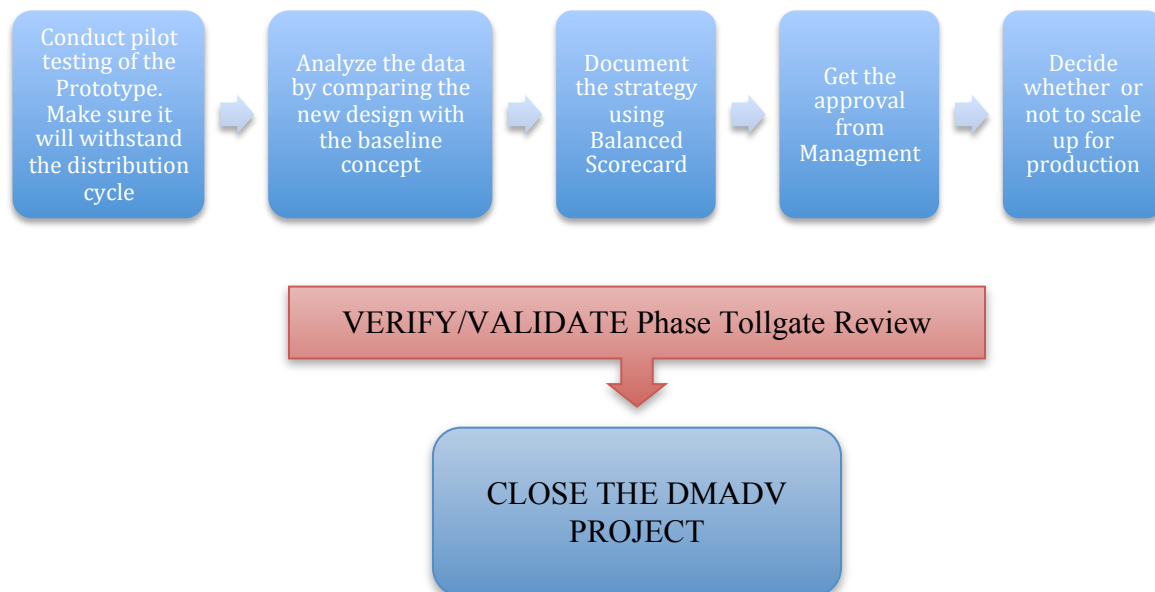 Conduct pilot
testing of the
Prototype.
Make sure it
will withstand
the distribution
cycle
Analyze the data
by comparing the
new design with
the baseline
concept
Document
the strategy
using
Balanced
Scorecard
Get the
approval
from
Managment
Decide
whether or
not to scale
up for
production
VERIFY/VALIDATE Phase Tollgate Review
CLOSE THE DMADV
PROJECT